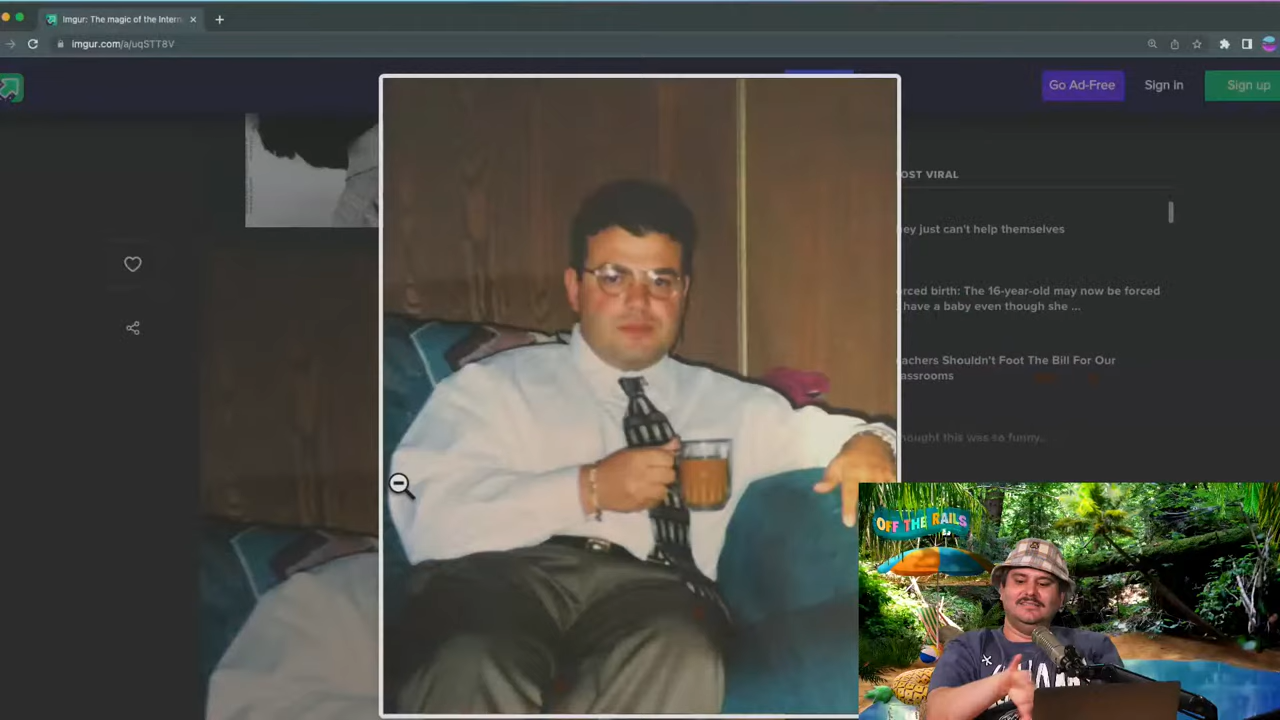 Imgur: The magic of the Intern
imgur.com/a/uqSTT8V
Go Ad-Free
Sign in
Sign up
OST VIRAL
ey just can't help themselves
orced birth: The 16-year-old may now be forced
have a baby even though she ...
achers Shouldn't Foot The Bill For Our
assrooms
hought this was so funny...
OFF THE RAILS